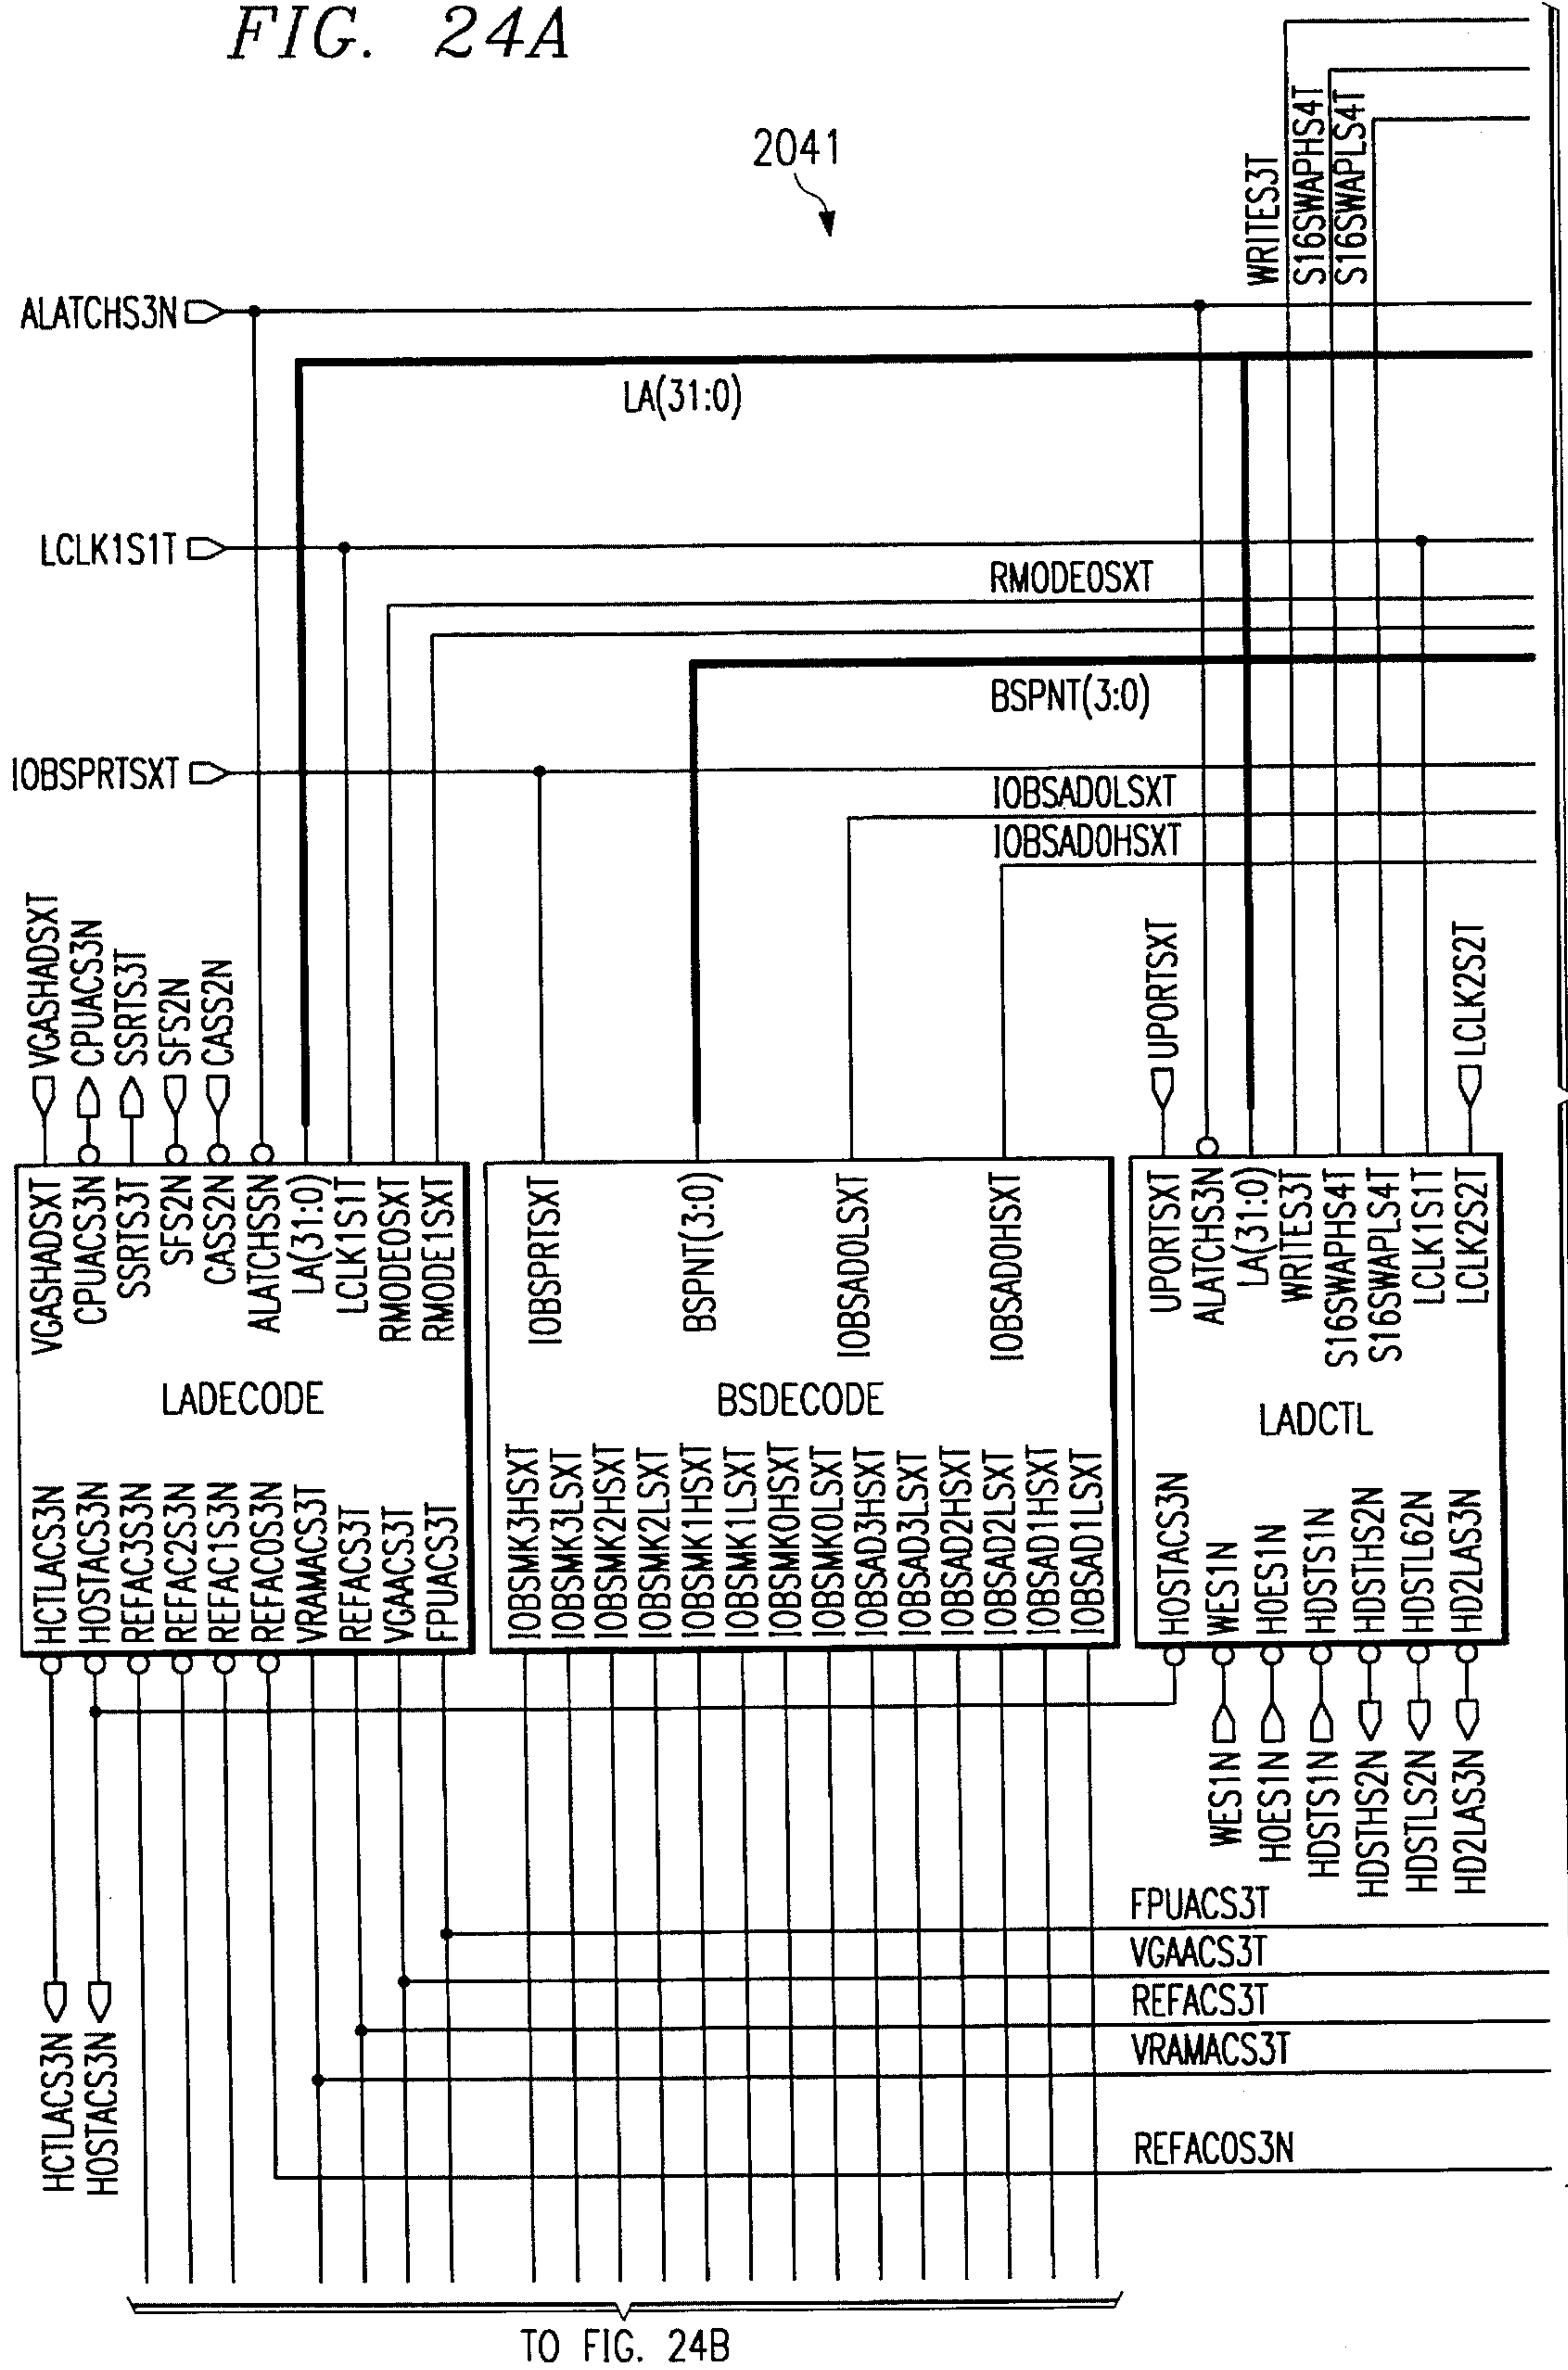 FIG. 24A
2041
WRITES3T
S16SWAPHS4T
S16SWAPLS4T
ALATCHS3N
LA(31:0)
LCLK1S1T
RMODE0SXT
BSPNT(3:0)
IOBSPRTSXT
IOBSAD0LSXT
IOBSAD0HSXT
VGASHADSXT
CPUACS3N
SSRTS3T
SFS2N
CASS2N
UPORTSXT
LCLK2S2T
VGASHADSXT
CPUACS3N
SSRTS3T
SFS2N
CASS2N
ALATCHSSN
LA(31:0)
LCLK1S1T
RMODE0SXT
RMODE1SXT
LADECODE
HCTLACS3N
HOSTACS3N
REFAC3S3N
REFAC2S3N
REFAC1S3N
REFAC0S3N
VRAMACS3T
REFACS3T
VGAACS3T
FPUACS3T
IOBSPRTSXT
BSPNT(3:0)
IOBSAD0LSXT
IOBSAD0HSXT
BSDECODE
IOBSMK3HSXT
IOBSMK3LSXT
IOBSMK2HSXT
IOBSMK2LSXT
IOBSMK1HSXT
IOBSMK1LSXT
IOBSMK0HSXT
IOBSMK0LSXT
IOBSAD3HSXT
IOBSAD3LSXT
IOBSAD2HSXT
IOBSAD2LSXT
IOBSAD1HSXT
IOBSAD1LSXT
UPORTSXT
ALATCHS3N
LA(31:0)
WRITES3T
S16SWAPHS4T
S16SWAPLS4T
LCLK1S1T
LCLK2S2T
LADCTL
HOSTACS3N
WES1N
HOES1N
HDSTS1N
HDSTHS2N
HDSTL62N
HD2LAS3N
WES1N
HOES1N
HDSTS1N
HDSTHS2N
HDSTLS2N
HD2LAS3N
FPUACS3T
VGAACS3T
REFACS3T
VRAMACS3T
REFACOS3N
HCTLACS3N
HOSTACS3N
TO FIG. 24B